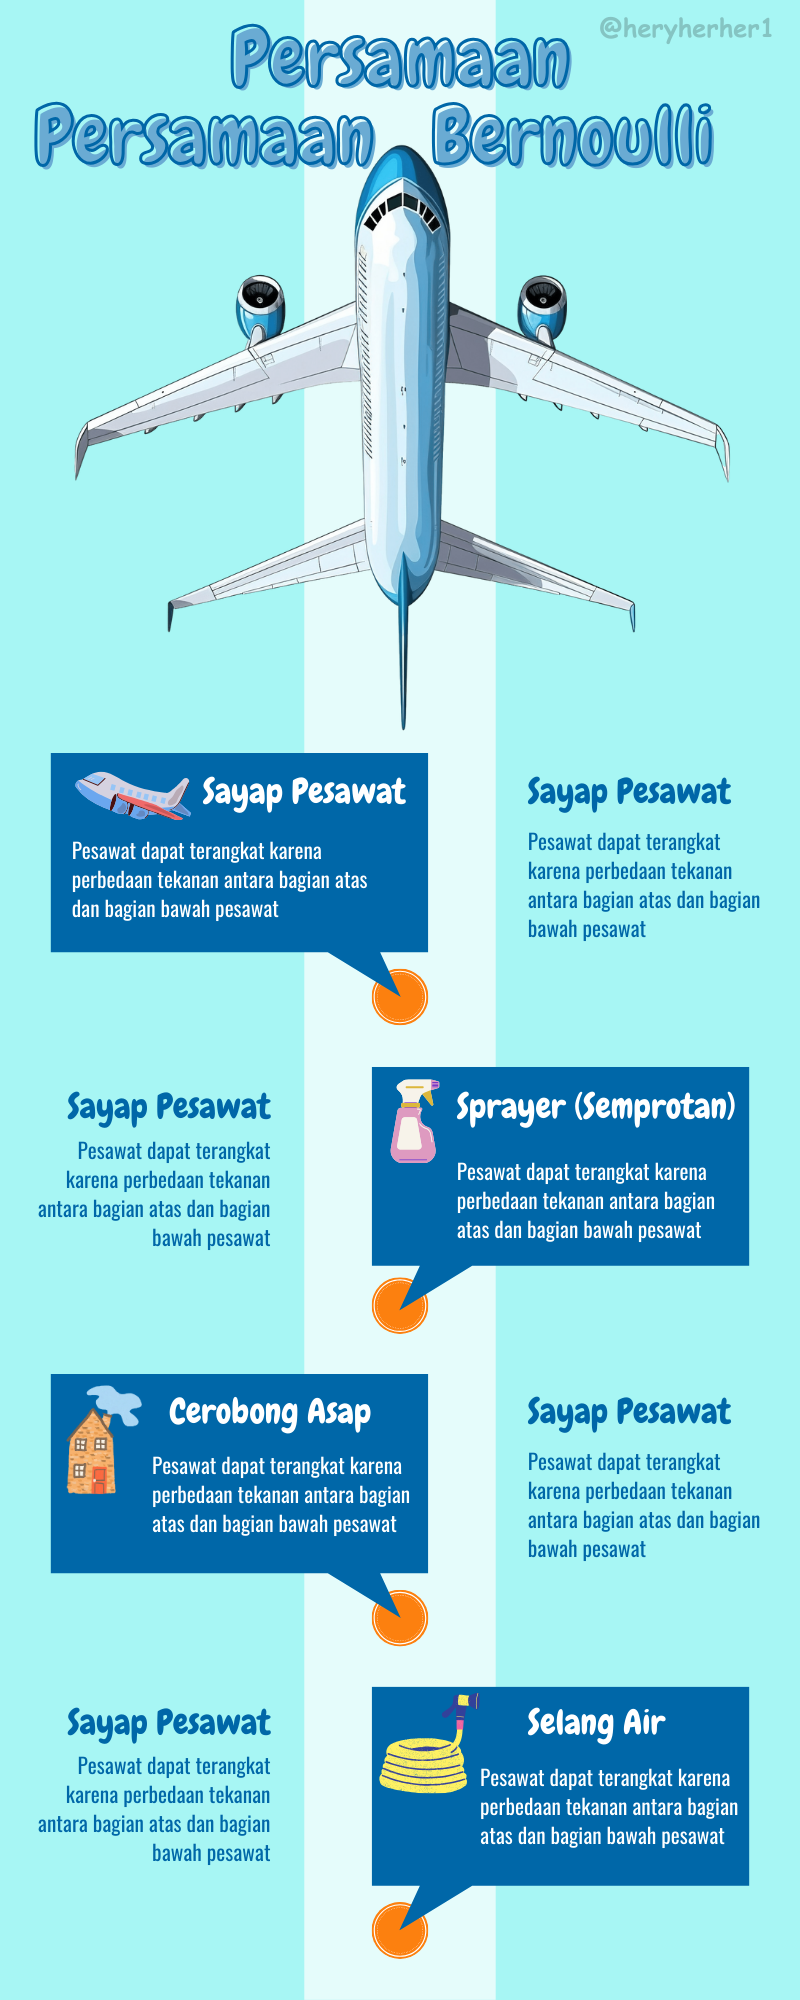 @heryherher1
Persamaan
Persamaan Bernoulli
Sayap Pesawat
Pesawat dapat terangkat karena
perbedaan tekanan antara bagian atas
dan bagian bawah pesawat
Sayap Pesawat
Pesawat dapat terangkat
karena perbedaan tekanan
antara bagian atas dan bagian
bawah pesawat
Sayap Pesawat
Pesawat dapat terangkat
karena perbedaan tekanan
antara bagian atas dan bagian
bawah pesawat
Sprayer (Semprotan)
Pesawat dapat terangkat karena
perbedaan tekanan antara bagian
atas dan bagian bawah pesawat
Cerobong Asap
Pesawat dapat terangkat karena
perbedaan tekanan antara bagian
atas dan bagian bawah pesawat
Sayap Pesawat
Pesawat dapat terangkat
karena perbedaan tekanan
antara bagian atas dan bagian
bawah pesawat
Sayap Pesawat
Pesawat dapat terangkat
karena perbedaan tekanan
antara bagian atas dan bagian
bawah pesawat
Selang Air
Pesawat dapat terangkat karena
perbedaan tekanan antara bagian
atas dan bagian bawah pesawat